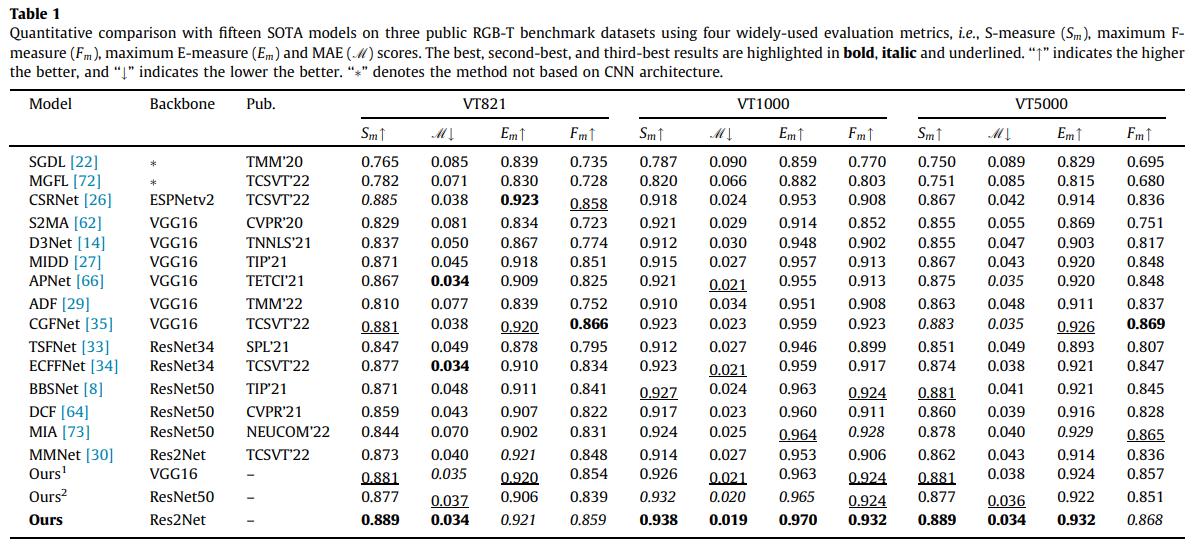 Table 1
Quantitative comparison with fifteen SOTA models on three public RGB-T benchmark datasets using four widely-used evaluation metrics, i.e., S-measure (Sm), maximum F-
measure (Fm), maximum E-measure (Em) and MAE (ℳ) scores. The best, second-best, and third-best results are highlighted in bold, italic and underlined. “↑” indicates the higher
the better, and “↓” indicates the lower the better. “*” denotes the method not based on CNN architecture.
Model Backbone Pub. VT821 VT1000 VT5000
Sm↑ ℳ↓ Em↑ Fm↑ Sm↑ ℳ↓ Em↑ Fm↑ Sm↑ ℳ↓ Em↑ Fm↑
SGDL [22] * TMM’20 0.765 0.085 0.839 0.735 0.787 0.090 0.859 0.770 0.750 0.089 0.829 0.695
MGFL [72] * TCSVT’22 0.782 0.071 0.830 0.728 0.820 0.066 0.882 0.803 0.751 0.085 0.815 0.680
CSRNet [26] ESPNetv2 TCSVT’22 0.885 0.038 0.923 0.858 0.918 0.024 0.953 0.908 0.867 0.042 0.914 0.836
S2MA [62] VGG16 CVPR’20 0.829 0.081 0.834 0.723 0.921 0.029 0.914 0.852 0.855 0.055 0.869 0.751
D3Net [14] VGG16 TNNLS’21 0.837 0.050 0.867 0.774 0.912 0.030 0.948 0.902 0.855 0.047 0.903 0.817
MIDD [27] VGG16 TIP’21 0.871 0.045 0.918 0.851 0.915 0.027 0.957 0.913 0.867 0.043 0.920 0.848
APNet [66] VGG16 TETCI’21 0.867 0.034 0.909 0.825 0.921 0.021 0.955 0.913 0.875 0.035 0.920 0.848
ADF [29] VGG16 TMM’22 0.810 0.077 0.839 0.752 0.910 0.034 0.951 0.908 0.863 0.048 0.911 0.837
CGFNet [35] VGG16 TCSVT’22 0.881 0.038 0.920 0.866 0.923 0.023 0.959 0.923 0.883 0.035 0.926 0.869
TSFNet [33] ResNet34 SPL’21 0.847 0.049 0.878 0.795 0.912 0.027 0.946 0.899 0.851 0.049 0.893 0.807
ECFFNet [34] ResNet34 TCSVT’22 0.877 0.034 0.910 0.834 0.923 0.021 0.959 0.917 0.874 0.038 0.921 0.847
BBSNet [8] ResNet50 TIP’21 0.871 0.048 0.911 0.841 0.927 0.024 0.963 0.924 0.881 0.041 0.921 0.845
DCF [64] ResNet50 CVPR’21 0.859 0.043 0.907 0.822 0.917 0.023 0.960 0.911 0.860 0.039 0.916 0.828
MIA [73] ResNet50 NEUCOM’22 0.844 0.070 0.902 0.831 0.924 0.025 0.964 0.928 0.878 0.040 0.929 0.865
MMNet [30] Res2Net TCSVT’22 0.873 0.040 0.921 0.848 0.914 0.027 0.953 0.906 0.862 0.043 0.914 0.836
Ours¹ VGG16 – 0.881 0.035 0.920 0.854 0.926 0.021 0.963 0.924 0.881 0.038 0.924 0.857
Ours² ResNet50 – 0.877 0.037 0.906 0.839 0.932 0.020 0.965 0.924 0.877 0.036 0.922 0.851
Ours Res2Net – 0.889 0.034 0.921 0.859 0.938 0.019 0.970 0.932 0.889 0.034 0.932 0.868